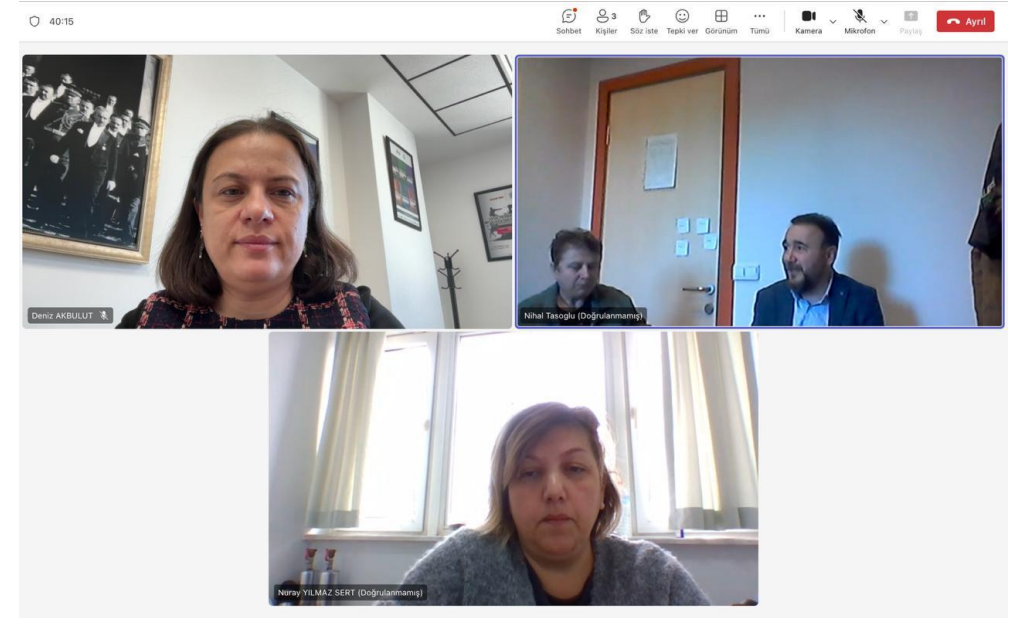 40:15
Sohbet
Kişiler 3
Söz iste
Tepki ver
Görünüm
Tümü
Kamera
Mikrofon
Paylaş
Ayrıl
Deniz AKBULUT
Nihal Tasoglu (Doğrulanmamış)
Nuray YILMAZ SERT (Doğrulanmamış)